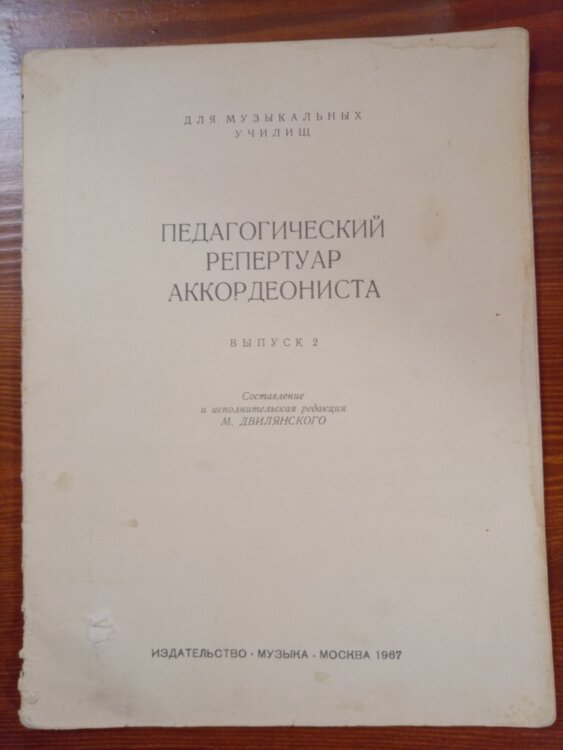 ДЛЯ МУЗЫКАЛЬНЫХ
УЧИЛИЩ
ПЕДАГОГИЧЕСКИЙ
РЕПЕРТУАР
АККОРДЕОНИСТА
ВЫПУСК 2
Составление
и исполнительская редакция
М. ДВИЛЯНСКОГО
ИЗДАТЕЛЬСТВО · МУЗЫКА · МОСКВА 1967